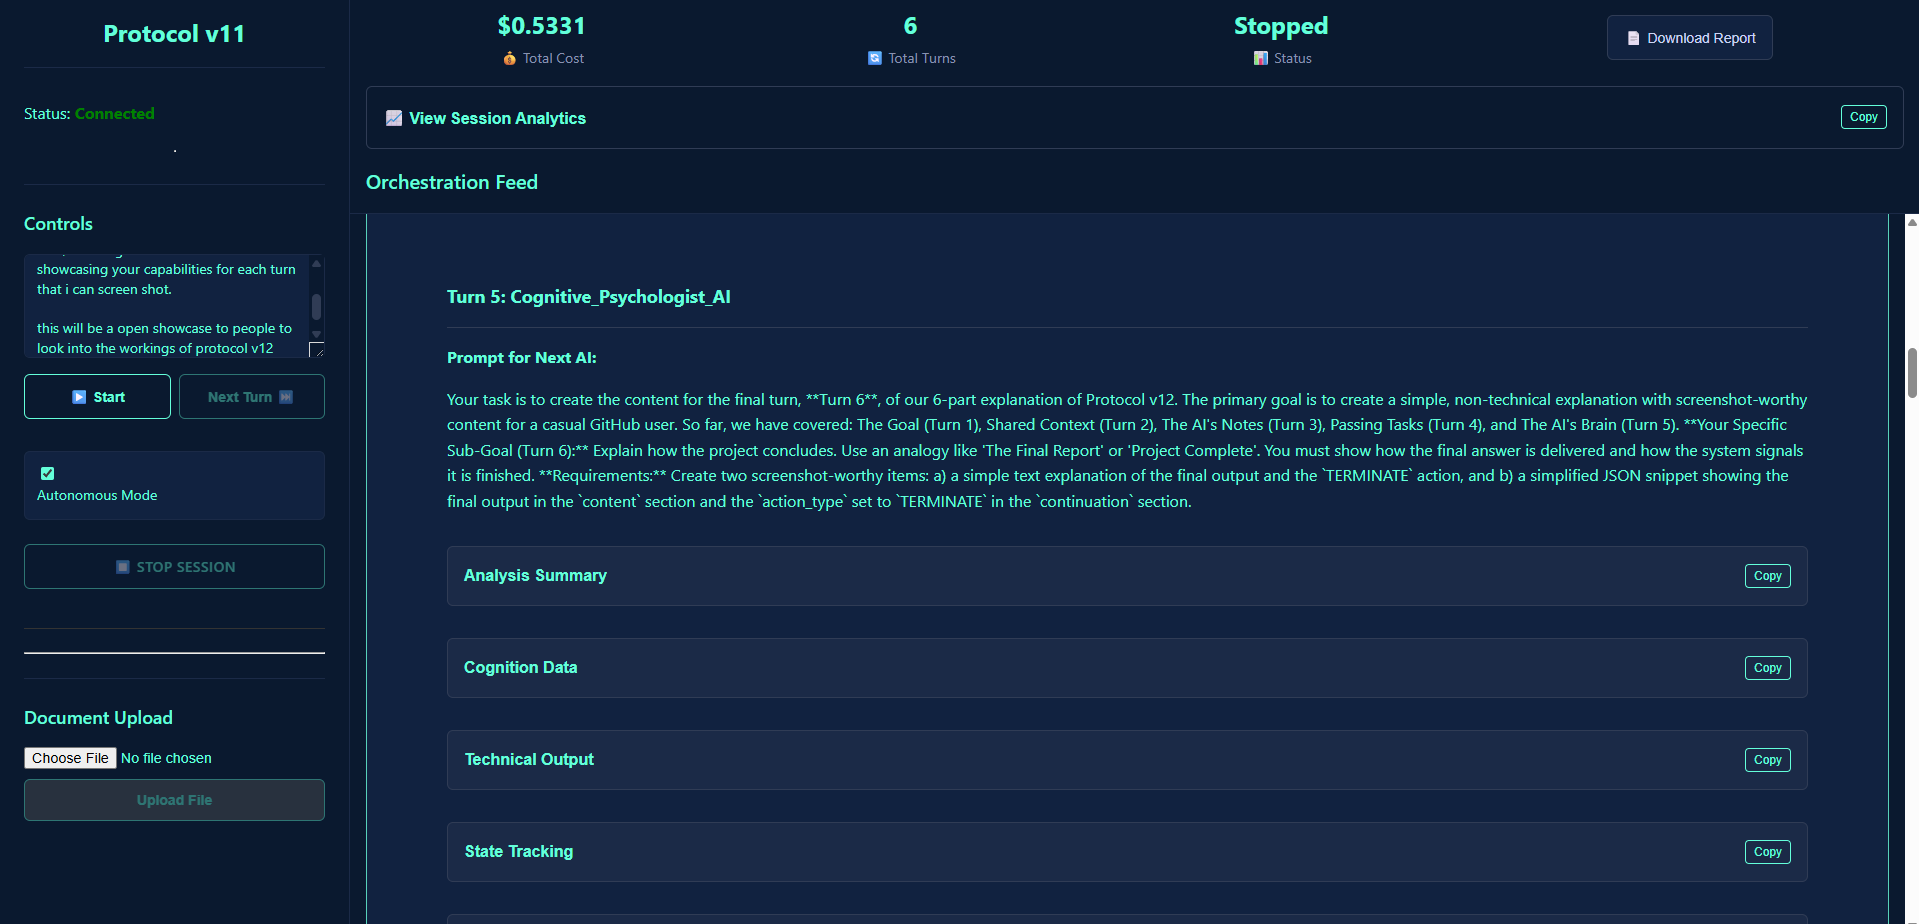 Protocol v11
Status: Connected
.
Controls
showcasing your capabilities for each turn
that i can screen shot.
this will be a open showcase to people to
look into the workings of protocol v12
Start
Next Turn
Autonomous Mode
STOP SESSION
Document Upload
Choose File No file chosen
Upload File
$0.5331
Total Cost
6
Total Turns
Stopped
Status
Download Report
View Session Analytics
Copy
Orchestration Feed
Turn 5: Cognitive_Psychologist_AI
Prompt for Next AI:
Your task is to create the content for the final turn, **Turn 6**, of our 6-part explanation of Protocol v12. The primary goal is to create a simple, non-technical explanation with screenshot-worthy
content for a casual GitHub user. So far, we have covered: The Goal (Turn 1), Shared Context (Turn 2), The AI's Notes (Turn 3), Passing Tasks (Turn 4), and The AI's Brain (Turn 5). **Your Specific
Sub-Goal (Turn 6):** Explain how the project concludes. Use an analogy like 'The Final Report' or 'Project Complete'. You must show how the final answer is delivered and how the system signals
it is finished. **Requirements:** Create two screenshot-worthy items: a) a simple text explanation of the final output and the `TERMINATE` action, and b) a simplified JSON snippet showing the
final output in the `content` section and the `action_type` set to `TERMINATE` in the `continuation` section.
Analysis Summary
Copy
Cognition Data
Copy
Technical Output
Copy
State Tracking
Copy